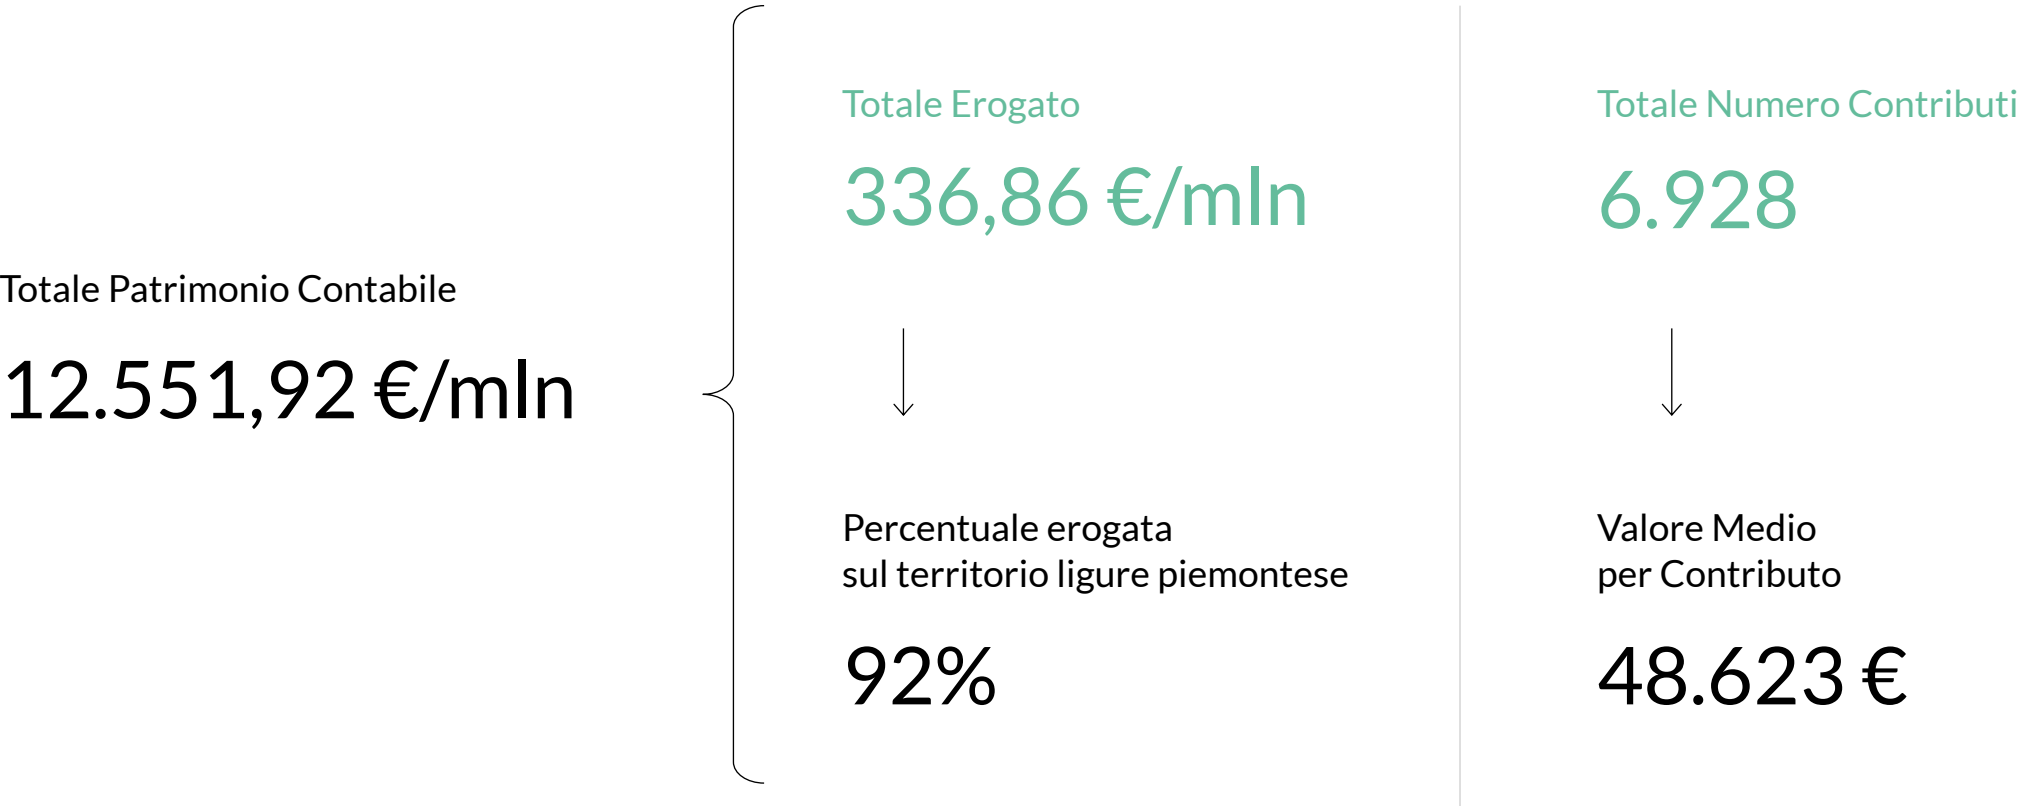 Totale Patrimonio Contabile
12.551,92 €/mln
Totale Erogato
336,86 €/mln
Percentuale erogata
sul territorio ligure piemontese
92%
Totale Numero Contributi
6.928
Valore Medio
per Contributo
48.623 €